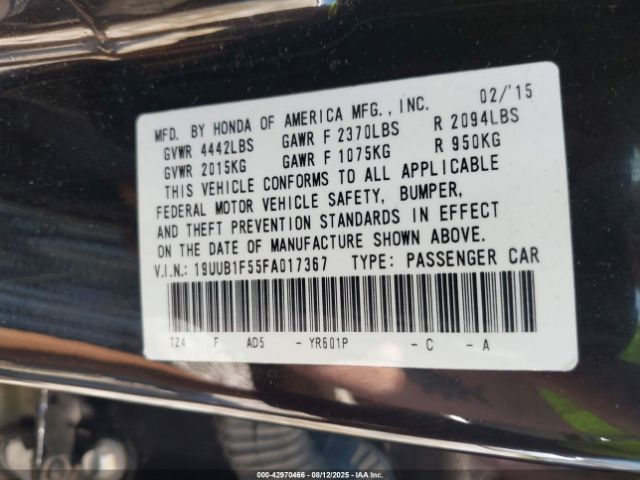 MFD. BY HONDA OF AMERICA MFG., INC. 02/'15
GVWR 4442LBS GAWR F 2370LBS R 2094LBS
GVWR 2015KG GAWR F 1075KG R 950KG
THIS VEHICLE CONFORMS TO ALL APPLICABLE
FEDERAL MOTOR VEHICLE SAFETY, BUMPER,
AND THEFT PREVENTION STANDARDS IN EFFECT
ON THE DATE OF MANUFACTURE SHOWN ABOVE.
V.I.N.: 19UUB1F55FA017367 TYPE: PASSENGER CAR
TZ4 F AD5 - YR601P - C - A
000-42970466 - 08/12/2025 - IAAI.COM